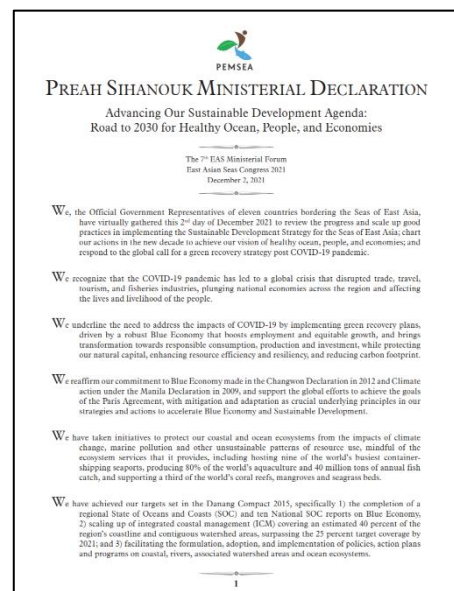 PEMSEA
PREAH SIHANOUK MINISTERIAL DECLARATION
Advancing Our Sustainable Development Agenda:
Road to 2030 for Healthy Ocean, People, and Economies
The 7th EAS Ministerial Forum
East Asian Seas Congress 2021
December 2, 2021
We, the Official Government Representatives of eleven countries bordering the Seas of East Asia,
have virtually gathered this 2nd day of December 2021 to review the progress and scale up good
practices in implementing the Sustainable Development Strategy for the Seas of East Asia; chart
our actions in the new decade to achieve our vision of healthy ocean, people, and economies; and
respond to the global call for a green recovery strategy post COVID-19 pandemic.
We recognize that the COVID-19 pandemic has led to a global crisis that disrupted trade, travel,
tourism, and fisheries industries, plunging national economies across the region and affecting
the lives and livelihood of the people.
We underline the need to address the impacts of COVID-19 by implementing green recovery plans,
driven by a robust Blue Economy that boosts employment and equitable growth, and brings
transformation towards responsible consumption, production and investment, while protecting
our natural capital, enhancing resource efficiency and resiliency, and reducing carbon footprint.
We reaffirm our commitment to Blue Economy made in the Changwon Declaration in 2012 and Climate
action under the Manila Declaration in 2009, and support the global efforts to achieve the goals
of the Paris Agreement, with mitigation and adaptation as crucial underlying principles in our
strategies and actions to accelerate Blue Economy and Sustainable Development.
We have taken initiatives to protect our coastal and ocean ecosystems from the impacts of climate
change, marine pollution and other unsustainable patterns of resource use, mindful of the
ecosystem services that it provides, including hosting nine of the world's busiest container-
shipping seaports, producing 80% of the world's aquaculture and 40 million tons of annual fish
catch, and supporting a third of the world's coral reefs, mangroves and seagrass beds.
We have achieved our targets set in the Danang Compact 2015, specifically 1) the completion of a
regional State of Oceans and Coasts (SOC) and ten National SOC reports on Blue Economy,
2) scaling up of integrated coastal management (ICM) covering an estimated 40 percent of the
region's coastline and contiguous watershed areas, surpassing the 25 percent target coverage by
2021; and 3) facilitating the formulation, adoption, and implementation of policies, action plans
and programs on coastal, rivers, associated watershed areas and ocean ecosystems.
1